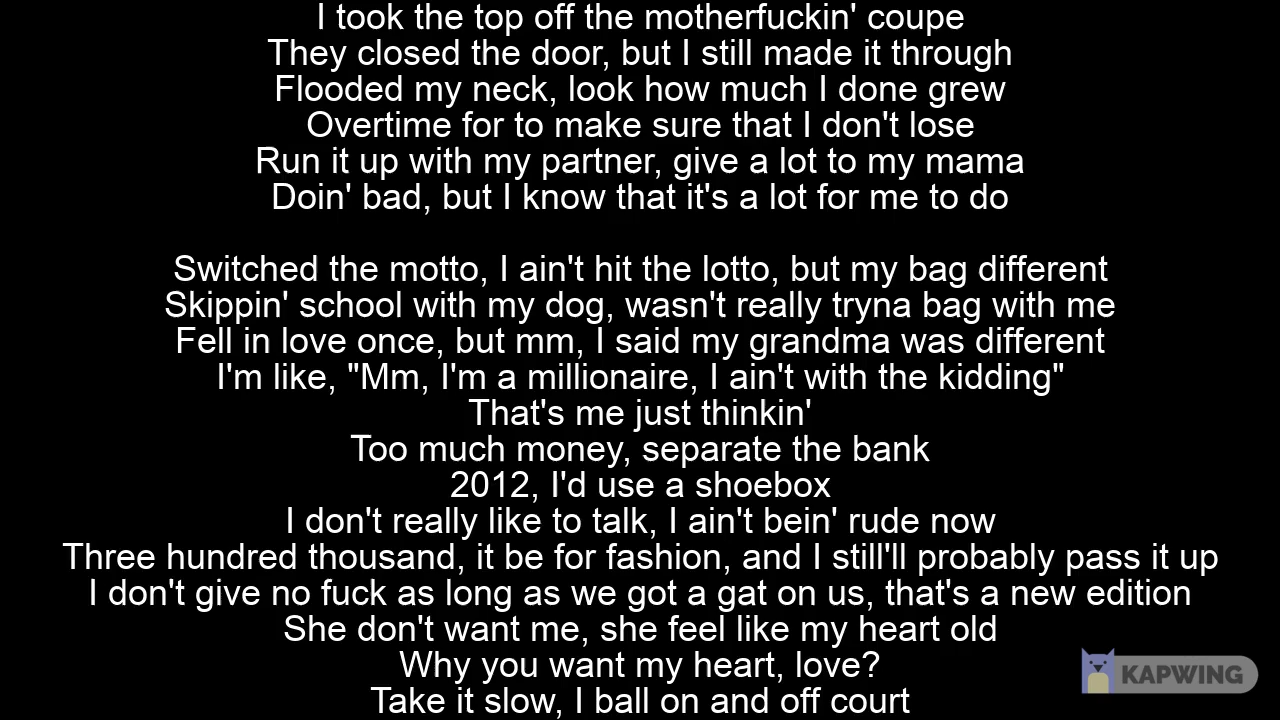 I took the top off the motherfuckin' coupe
They closed the door, but I still made it through
Flooded my neck, look how much I done grew
Overtime for to make sure that I don't lose
Run it up with my partner, give a lot to my mama
Doin' bad, but I know that it's a lot for me to do
Switched the motto, I ain't hit the lotto, but my bag different
Skippin' school with my dog, wasn't really tryna bag with me
Fell in love once, but mm, I said my grandma was different
I'm like, "Mm, I'm a millionaire, I ain't with the kidding"
That's me just thinkin'
Too much money, separate the bank
2012, I'd use a shoebox
I don't really like to talk, I ain't bein' rude now
Three hundred thousand, it be for fashion, and I still'll probably pass it up
I don't give no fuck as long as we got a gat on us, that's a new edition
She don't want me, she feel like my heart old
Why you want my heart, love?
Take it slow, I ball on and off court
KAPWING